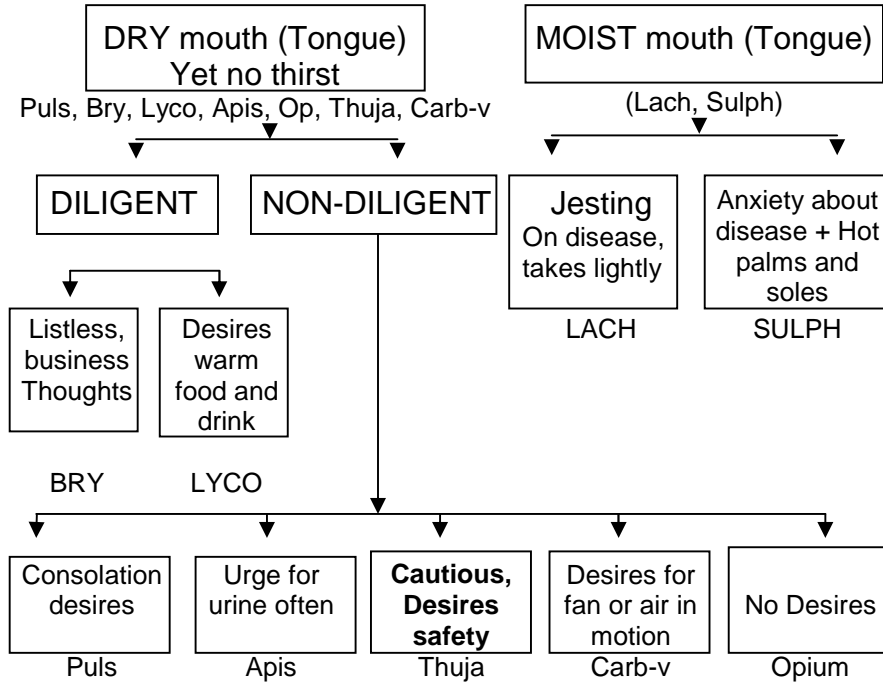 DRY mouth (Tongue)
Yet no thirst
Puls, Bry, Lyco, Apis, Op, Thuja, Carb-v
MOIST mouth (Tongue)
(Lach, Sulph)
DILIGENT
NON-DILIGENT
Jesting
On disease,
takes lightly
LACH
Anxiety about
disease + Hot
palms and
soles
SULPH
Listless,
business
Thoughts
BRY
Desires
warm
food and
drink
LYCO
Consolation
desires
Puls
Urge for
urine often
Apis
Cautious,
Desires
safety
Thuja
Desires for
fan or air in
motion
Carb-v
No Desires
Opium